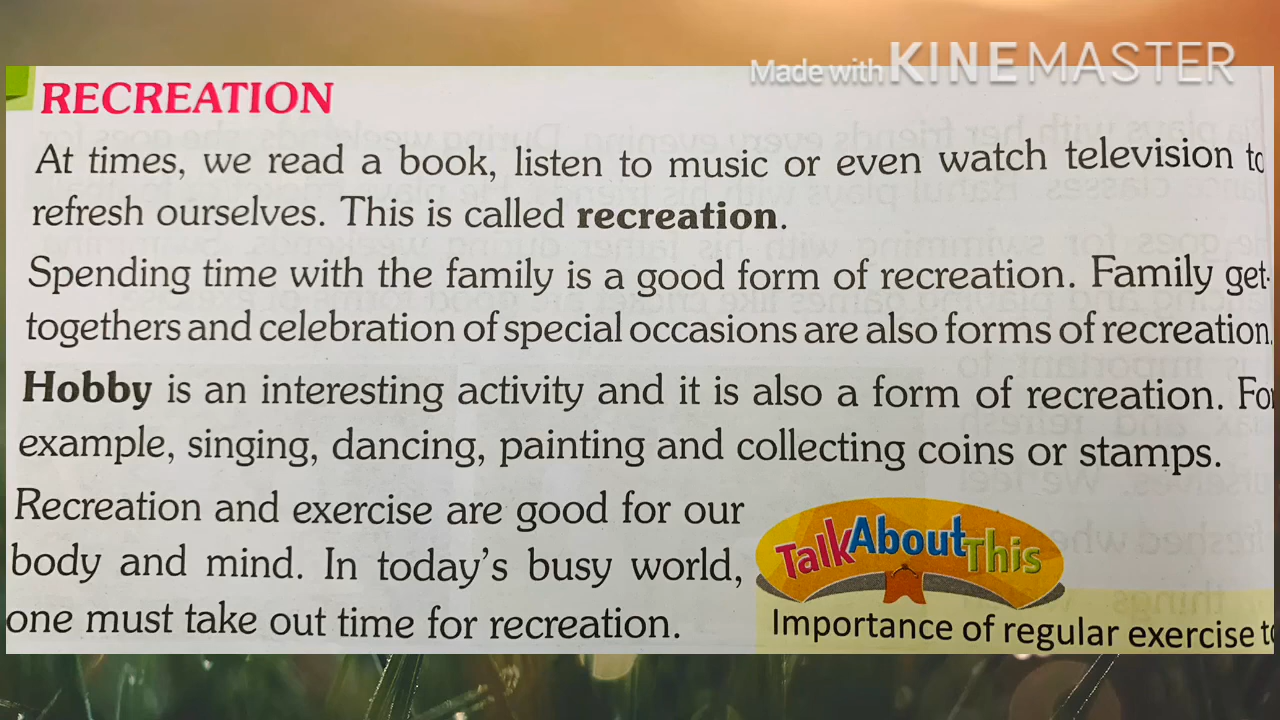 Made with KINEMASTER
RECREATION
At times, we read a book, listen to music or even watch television to
refresh ourselves. This is called recreation.
Spending time with the family is a good form of recreation. Family get-
togethers and celebration of special occasions are also forms of recreation.
Hobby is an interesting activity and it is also a form of recreation. For
example, singing, dancing, painting and collecting coins or stamps.
Recreation and exercise are good for our
body and mind. In today's busy world,
one must take out time for recreation.
Talk About This
Importance of regular exercise to